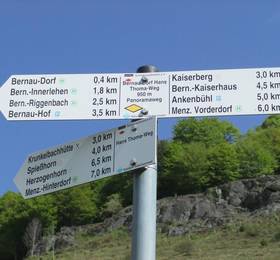 Bernau-Dorf 0,4 km
Bern.-Innerlehen 1,8 km
Bern.-Riggenbach 2,5 km
Bernau-Hof 3,5 km
Bernaudorf Hans
Thoma-Weg
950 m
Panoramaweg
Kaiserberg 3,0 km
Bern.-Kaiserhaus 4,5 km
Ankenbühl 5,0 km
Menz. Vorderdorf 6,0 km
Krunkelbachhütte 3,0 km
Spießhorn 4,0 km
Herzogenhorn 6,5 km
Menz.-Hinterdorf 7,0 km
Hans Thoma-Weg